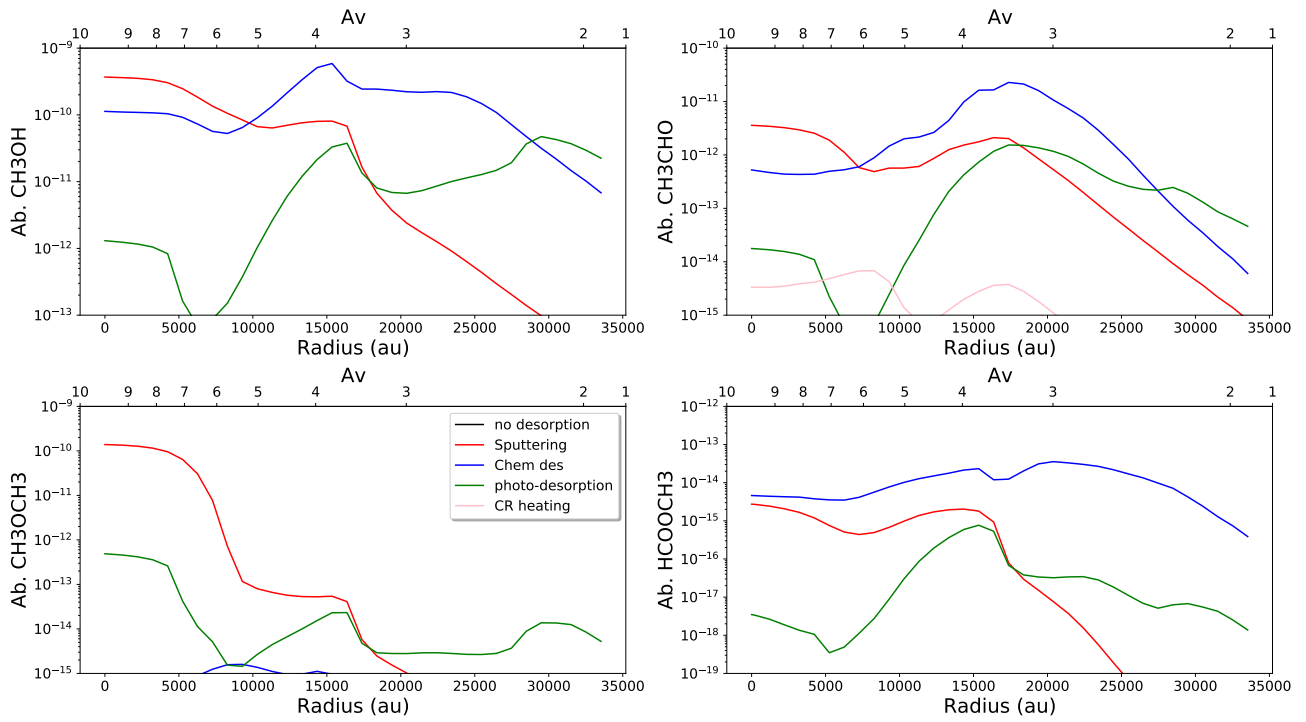 Av
10 9 8 7 6 5 4 3 2 1
Ab. CH3OH
10⁻⁹
10⁻¹⁰
10⁻¹¹
10⁻¹²
10⁻¹³
0 5000 10000 15000 20000 25000 30000 35000
Radius (au)
Av
10 9 8 7 6 5 4 3 2 1
Ab. CH3CHO
10⁻¹⁰
10⁻¹¹
10⁻¹²
10⁻¹³
10⁻¹⁴
10⁻¹⁵
0 5000 10000 15000 20000 25000 30000 35000
Radius (au)
Av
10 9 8 7 6 5 4 3 2 1
Ab. CH3OCH3
10⁻⁹
10⁻¹⁰
10⁻¹¹
10⁻¹²
10⁻¹³
10⁻¹⁴
10⁻¹⁵
no desorption
Sputtering
Chem des
photo-desorption
CR heating
0 5000 10000 15000 20000 25000 30000 35000
Radius (au)
Av
10 9 8 7 6 5 4 3 2 1
Ab. HCOOCH3
10⁻¹²
10⁻¹³
10⁻¹⁴
10⁻¹⁵
10⁻¹⁶
10⁻¹⁷
10⁻¹⁸
10⁻¹⁹
0 5000 10000 15000 20000 25000 30000 35000
Radius (au)